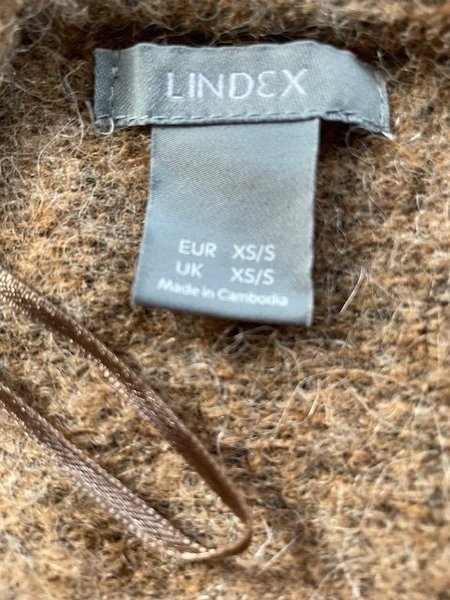 LINDEX
EUR XS/S
UK XS/S
Made in Cambodia